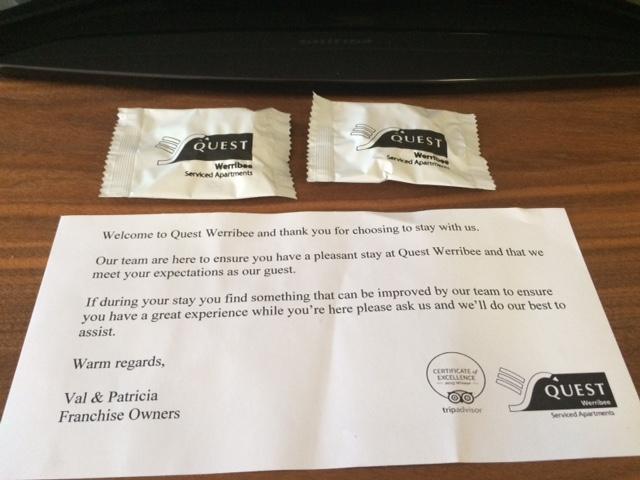 QUEST
Werribee
Serviced Apartments
QUEST
Werribee
Serviced Apartments
Welcome to Quest Werribee and thank you for choosing to stay with us.
Our team are here to ensure you have a pleasant stay at Quest Werribee and that we
meet your expectations as our guest.
If during your stay you find something that can be improved by our team to ensure
you have a great experience while you're here please ask us and we'll do our best to
assist.
Warm regards,
Val & Patricia
Franchise Owners
CERTIFICATE of
EXCELLENCE
tripadvisor
QUEST
Werribee
Serviced Apartments